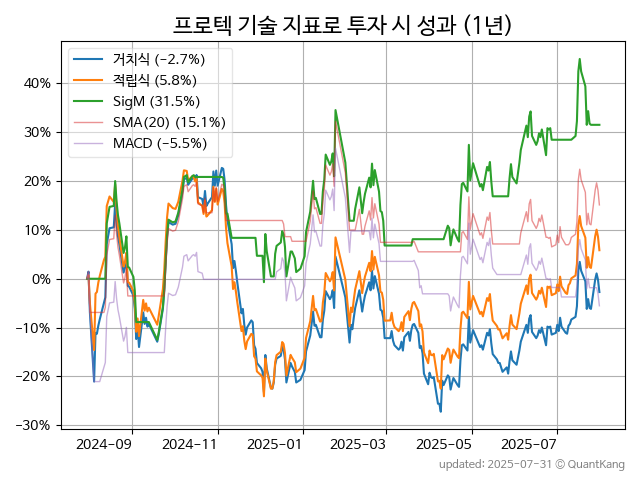 프로텍 기술 지표로 투자 시 성과 (1년)
거치식 (−2.7%)
적립식 (5.8%)
SigM (31.5%)
SMA(20) (15.1%)
MACD (−5.5%)
40%
30%
20%
10%
0%
−10%
−20%
−30%
2024-09 2024-11 2025-01 2025-03 2025-05 2025-07
updated: 2025-07-31 © QuantKang